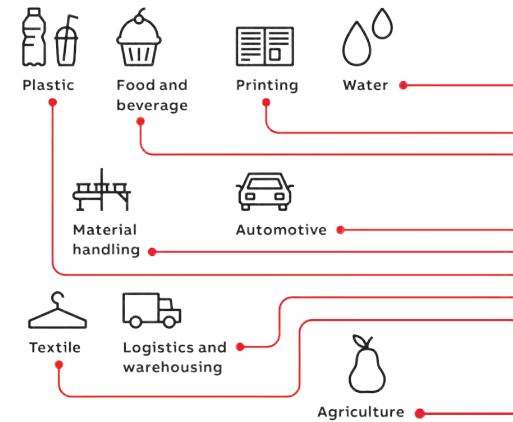 Plastic
Food and
beverage
Printing
Water
Material
handling
Automotive
Textile
Logistics and
warehousing
Agriculture